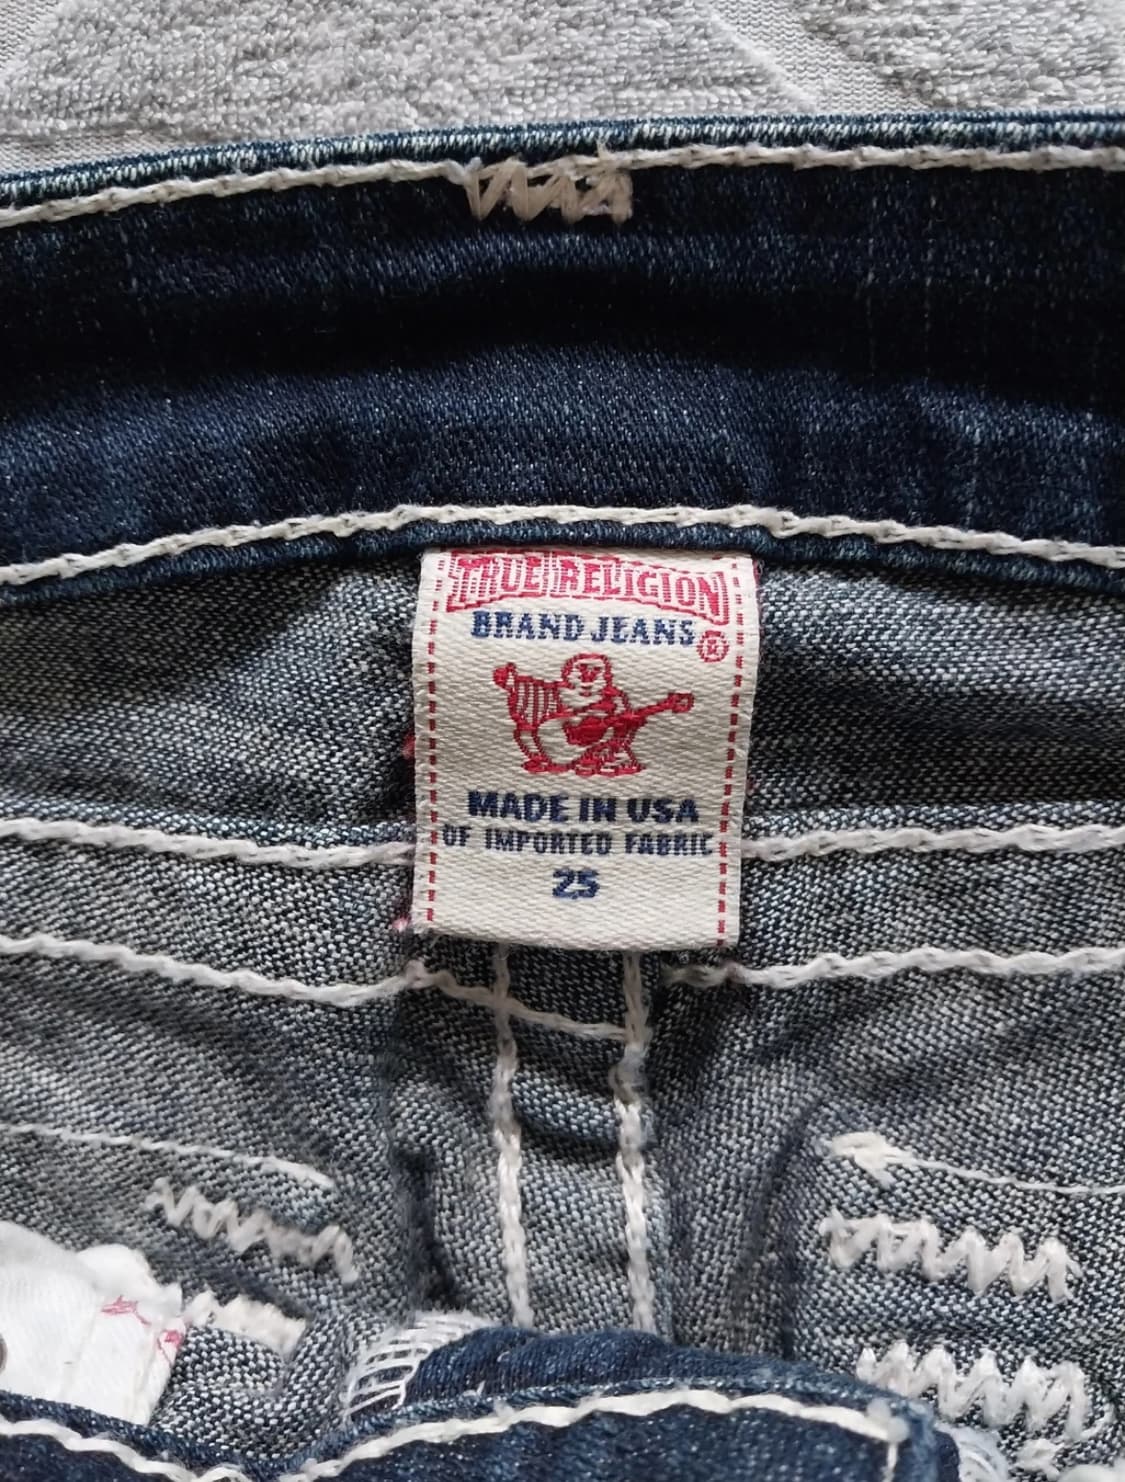 TRUE RELIGION
BRAND JEANS®
MADE IN USA
OF IMPORTED FABRIC
25